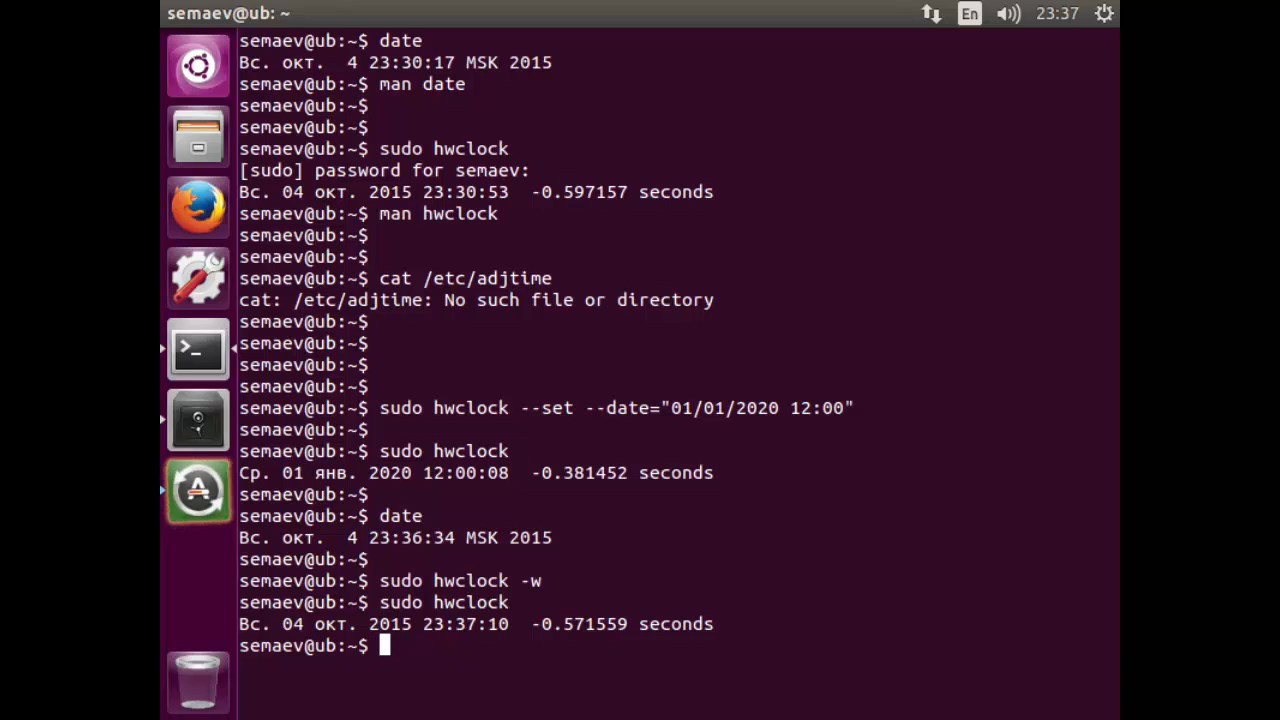 semaev@ub: ~
En
23:37
semaev@ub:~$ date
Вс. окт.  4 23:30:17 MSK 2015
semaev@ub:~$ man date
semaev@ub:~$
semaev@ub:~$
semaev@ub:~$ sudo hwclock
[sudo] password for semaev:
Вс. 04 окт. 2015 23:30:53  -0.597157 seconds
semaev@ub:~$ man hwclock
semaev@ub:~$
semaev@ub:~$
semaev@ub:~$ cat /etc/adjtime
cat: /etc/adjtime: No such file or directory
semaev@ub:~$
semaev@ub:~$
semaev@ub:~$
semaev@ub:~$
semaev@ub:~$ sudo hwclock --set --date="01/01/2020 12:00"
semaev@ub:~$
semaev@ub:~$ sudo hwclock
Ср. 01 янв. 2020 12:00:08  -0.381452 seconds
semaev@ub:~$
semaev@ub:~$ date
Вс. окт.  4 23:36:34 MSK 2015
semaev@ub:~$
semaev@ub:~$ sudo hwclock -w
semaev@ub:~$ sudo hwclock
Вс. 04 окт. 2015 23:37:10  -0.571559 seconds
semaev@ub:~$